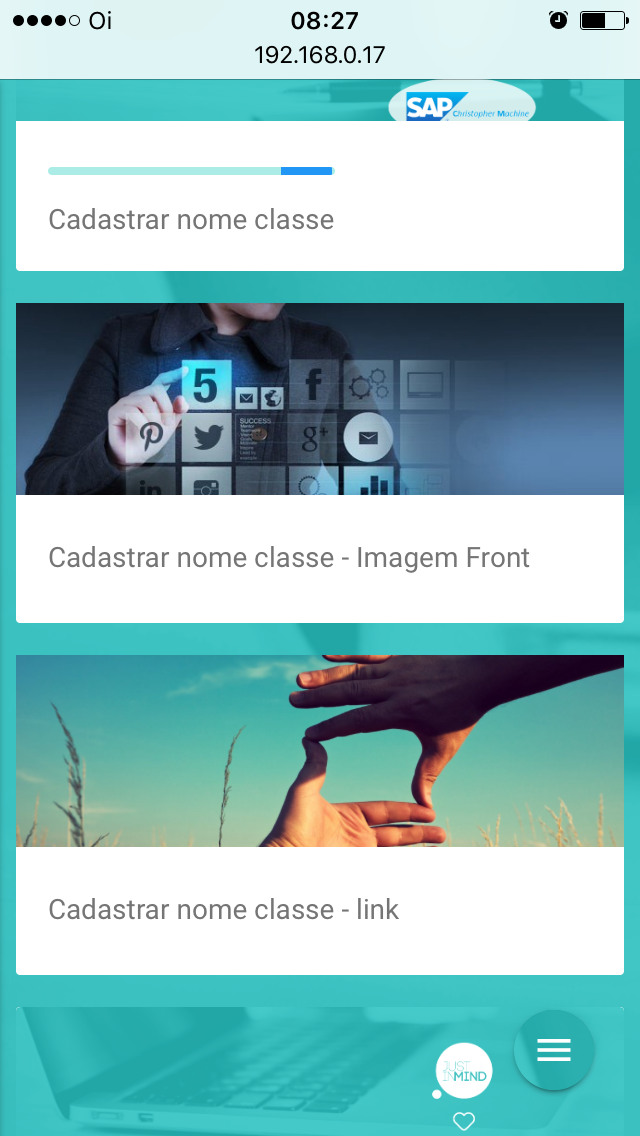 Oi 08:27
192.168.0.17
SAP Christopher Machine
Cadastrar nome classe
5
f
SUCCESS
g+
in
Cadastrar nome classe - Imagem Front
Cadastrar nome classe - link
JUST
INMIND